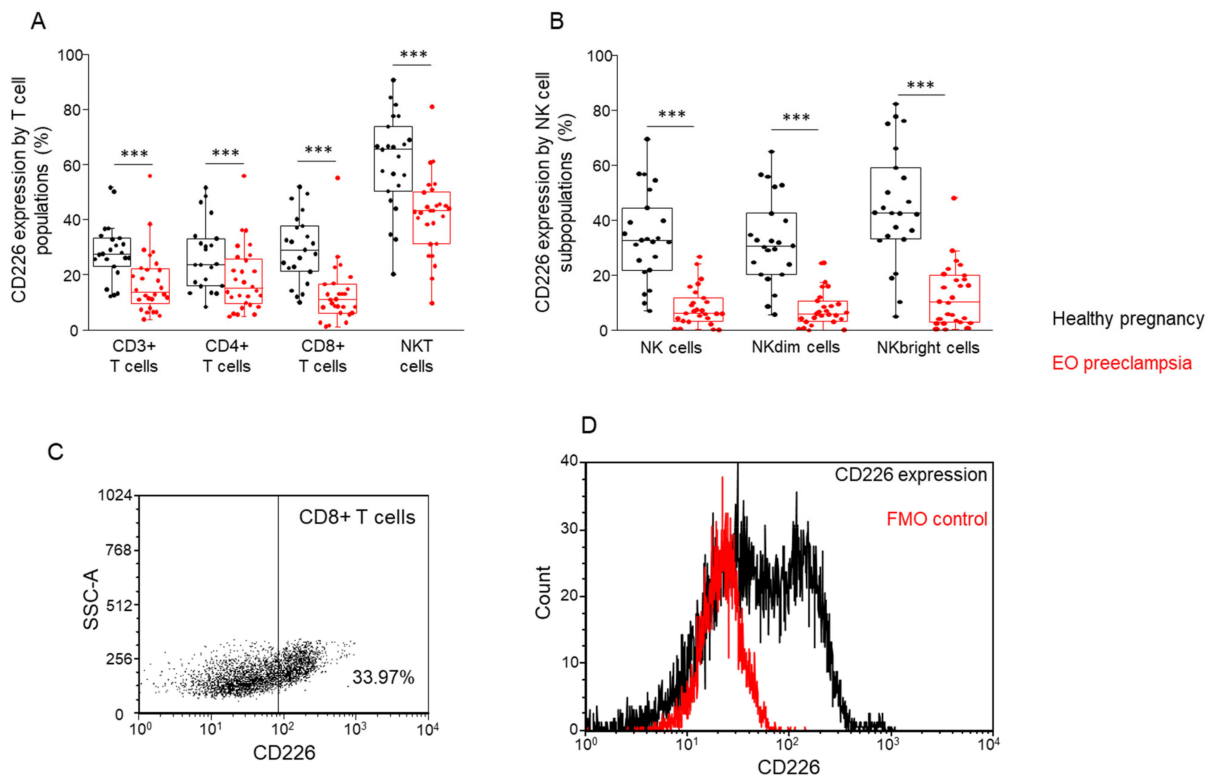 A
CD226 expression by T cell
populations (%)
100
80
60
40
20
0
***
***
***
***
CD3+
T cells
CD4+
T cells
CD8+
T cells
NKT
cells
B
CD226 expression by NK cell
subpopulations (%)
100
80
60
40
20
0
***
***
***
NK cells
NKdim cells
NKbright cells
Healthy pregnancy
EO preeclampsia
C
SSC-A
1024
768
512
256
0
CD8+ T cells
33.97%
1
10¹
10²
10³
10⁴
CD226
D
Count
40
30
20
10
0
CD226 expression
FMO control
10⁰
10¹
10²
10³
10⁴
CD226